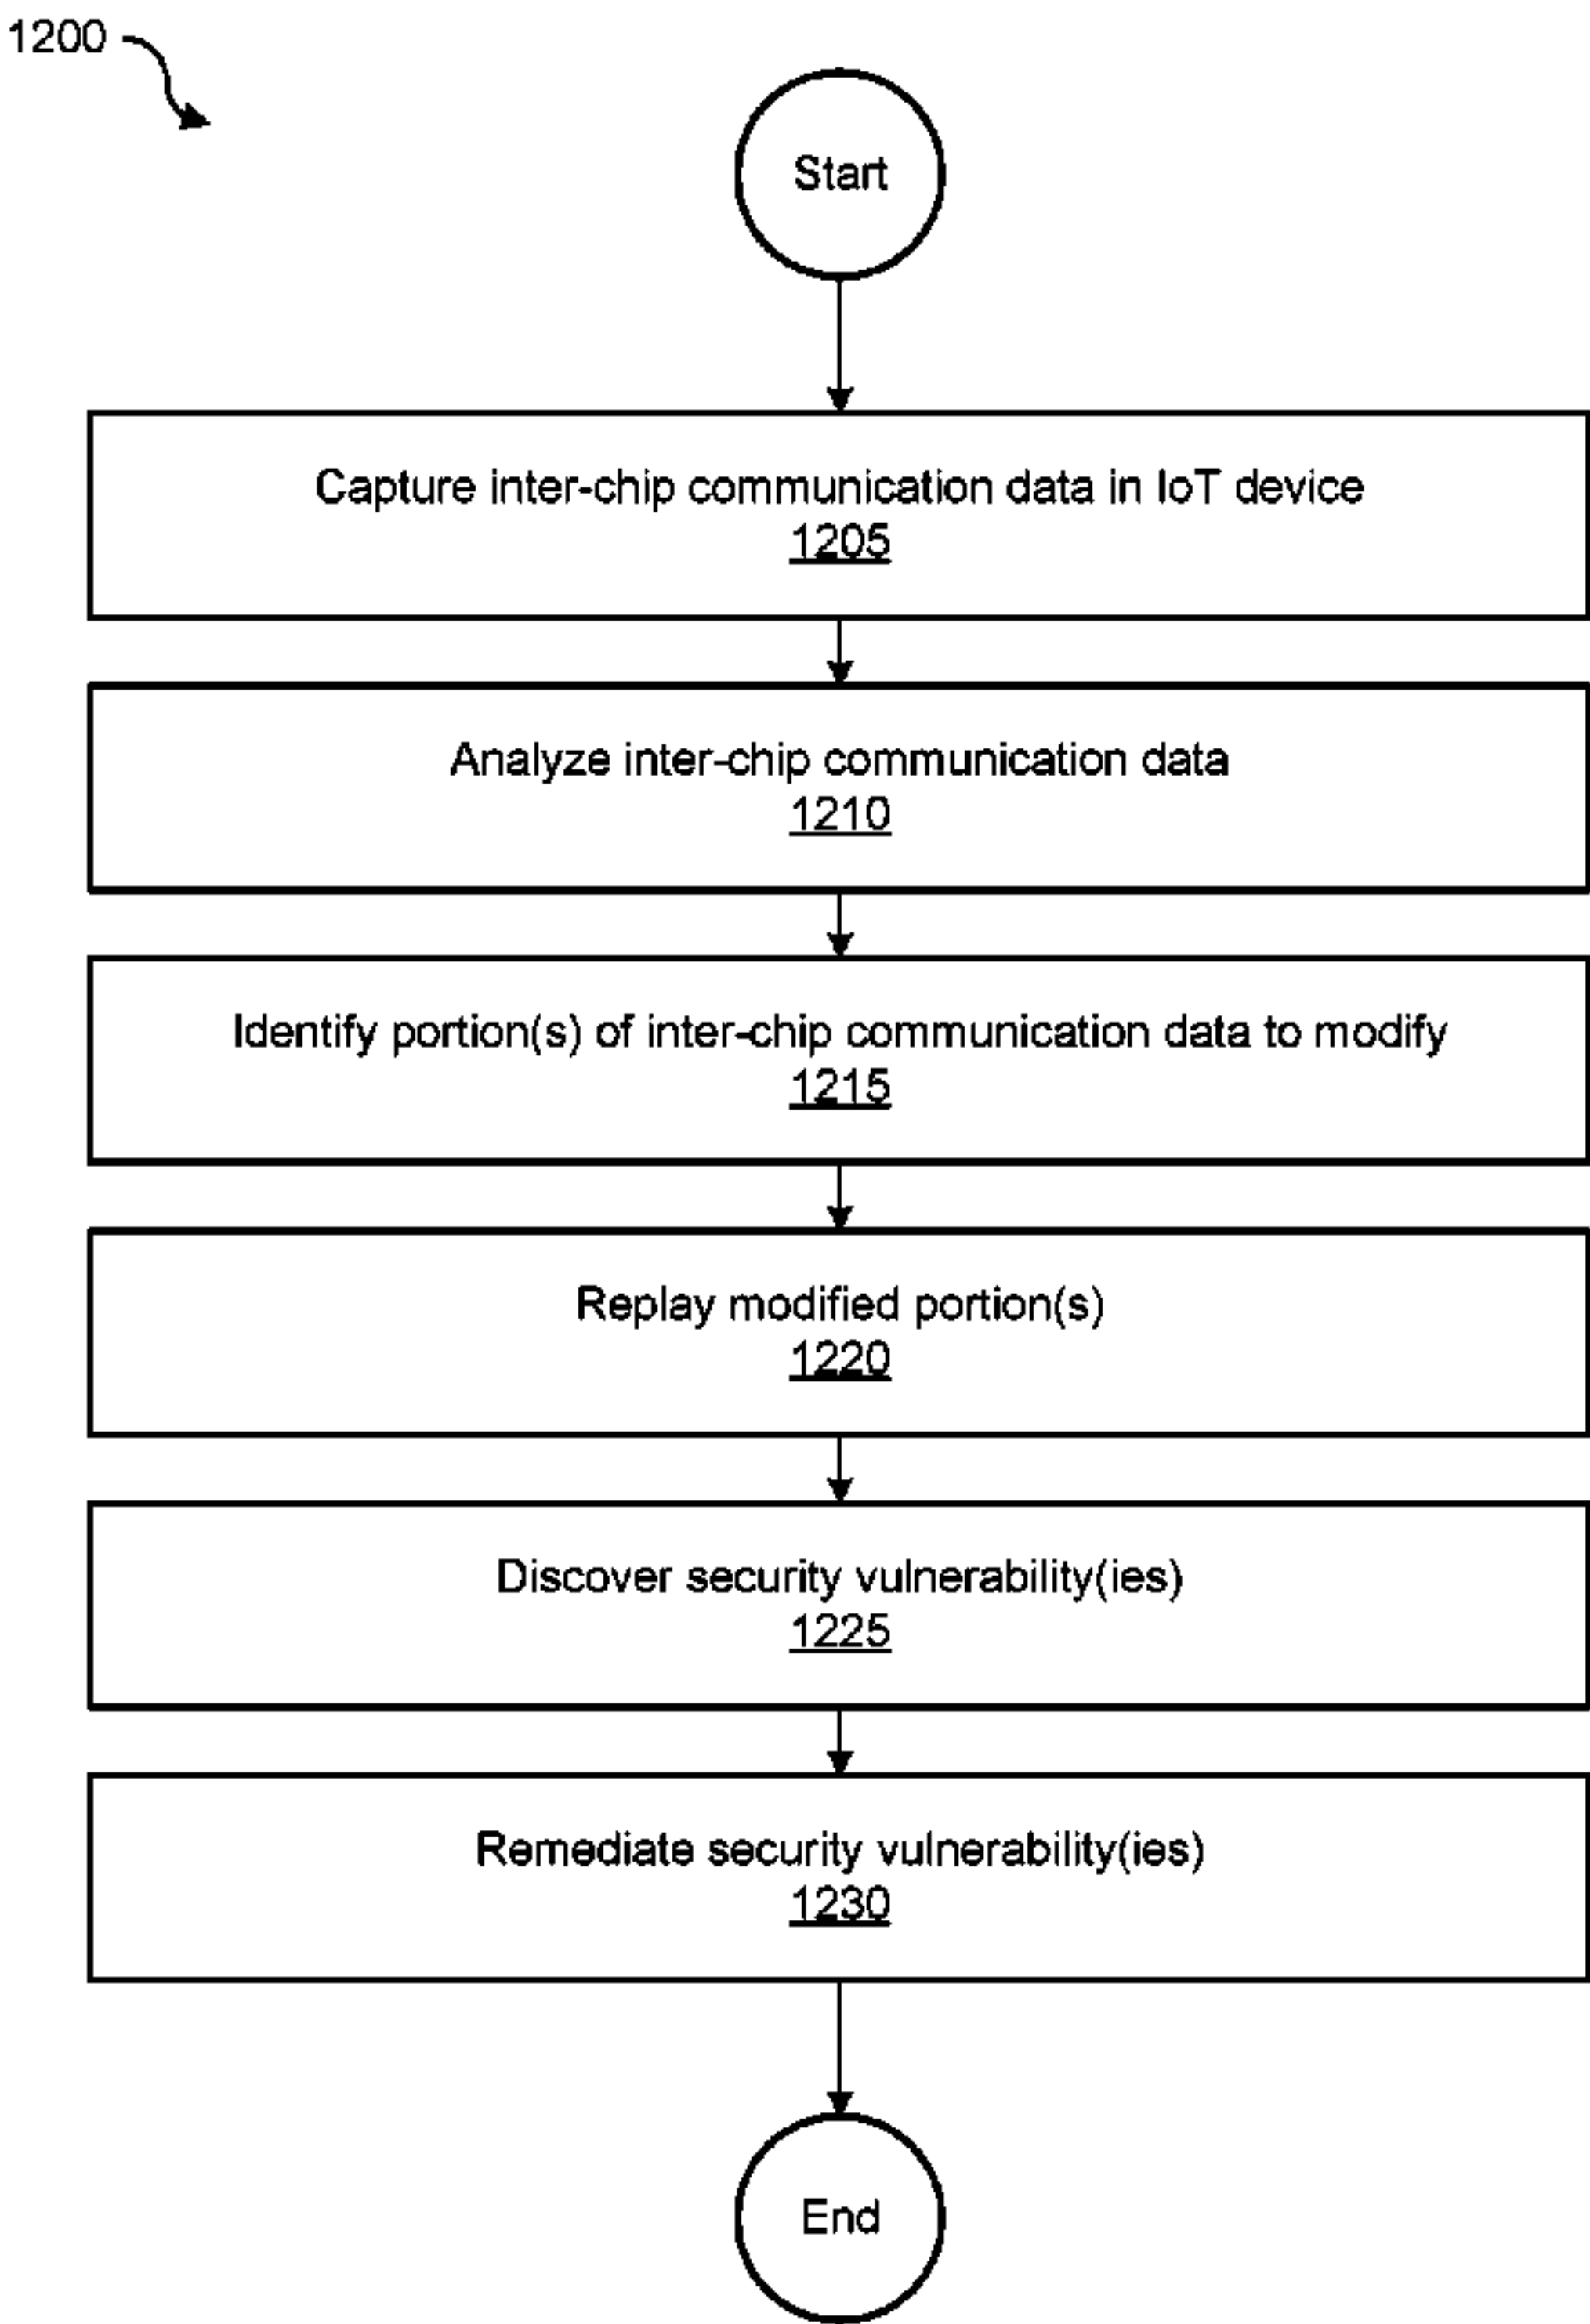 1200
Start
Capture inter-chip communication data in IoT device
1205
Analyze inter-chip communication data
1210
Identify portion(s) of inter-chip communication data to modify
1215
Replay modified portion(s)
1220
Discover security vulnerability(ies)
1225
Remediate security vulnerability(ies)
1230
End